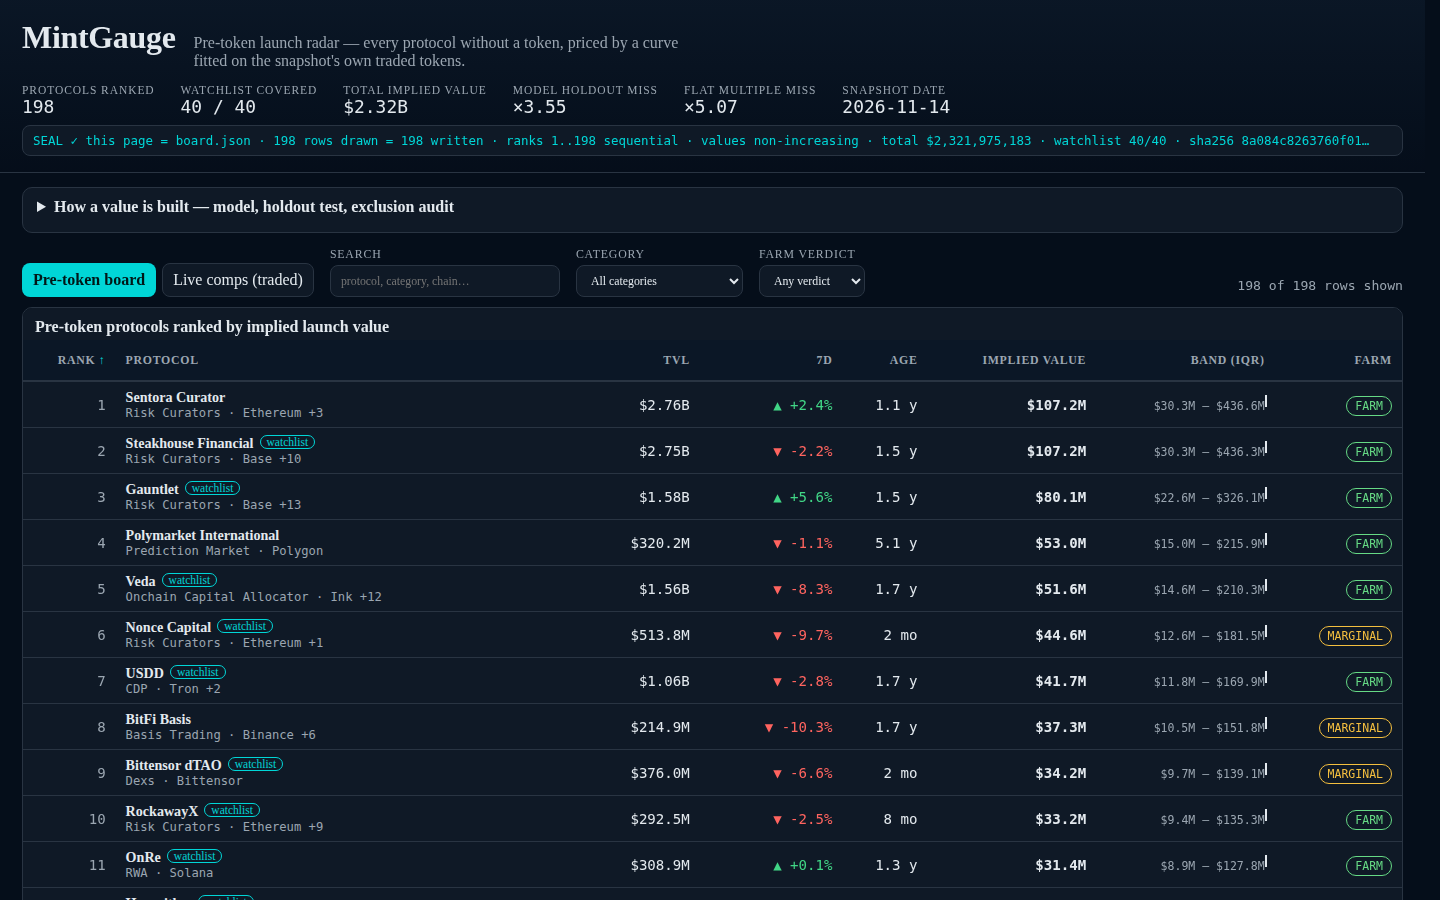 MintGauge
Pre-token launch radar — every protocol without a token, priced by a curve
fitted on the snapshot's own traded tokens.
PROTOCOLS RANKED WATCHLIST COVERED TOTAL IMPLIED VALUE MODEL HOLDOUT MISS FLAT MULTIPLE MISS SNAPSHOT DATE
198 40 / 40 $2.32B ×3.55 ×5.07 2026-11-14
SEAL ✓ this page = board.json · 198 rows drawn = 198 written · ranks 1..198 sequential · values non-increasing · total $2,321,975,183 · watchlist 40/40 · sha256 8a084c8263760f01…
▶ How a value is built — model, holdout test, exclusion audit
SEARCH CATEGORY FARM VERDICT
Pre-token board Live comps (traded) protocol, category, chain… All categories Any verdict 198 of 198 rows shown
Pre-token protocols ranked by implied launch value
RANK ↑ PROTOCOL TVL 7D AGE IMPLIED VALUE BAND (IQR) FARM
1 Sentora Curator $2.76B ▲ +2.4% 1.1 y $107.2M $30.3M — $436.6M FARM
Risk Curators · Ethereum +3
2 Steakhouse Financial watchlist $2.75B ▼ -2.2% 1.5 y $107.2M $30.3M — $436.3M FARM
Risk Curators · Base +10
3 Gauntlet watchlist $1.58B ▲ +5.6% 1.5 y $80.1M $22.6M — $326.1M FARM
Risk Curators · Base +13
4 Polymarket International $320.2M ▼ -1.1% 5.1 y $53.0M $15.0M — $215.9M FARM
Prediction Market · Polygon
5 Veda watchlist $1.56B ▼ -8.3% 1.7 y $51.6M $14.6M — $210.3M FARM
Onchain Capital Allocator · Ink +12
6 Nonce Capital watchlist $513.8M ▼ -9.7% 2 mo $44.6M $12.6M — $181.5M MARGINAL
Risk Curators · Ethereum +1
7 USDD watchlist $1.06B ▼ -2.8% 1.7 y $41.7M $11.8M — $169.9M FARM
CDP · Tron +2
8 BitFi Basis $214.9M ▼ -10.3% 1.7 y $37.3M $10.5M — $151.8M MARGINAL
Basis Trading · Binance +6
9 Bittensor dTAO watchlist $376.0M ▼ -6.6% 2 mo $34.2M $9.7M — $139.1M MARGINAL
Dexs · Bittensor
10 RockawayX watchlist $292.5M ▼ -2.5% 8 mo $33.2M $9.4M — $135.3M FARM
Risk Curators · Ethereum +9
11 OnRe watchlist $308.9M ▲ +0.1% 1.3 y $31.4M $8.9M — $127.8M FARM
RWA · Solana